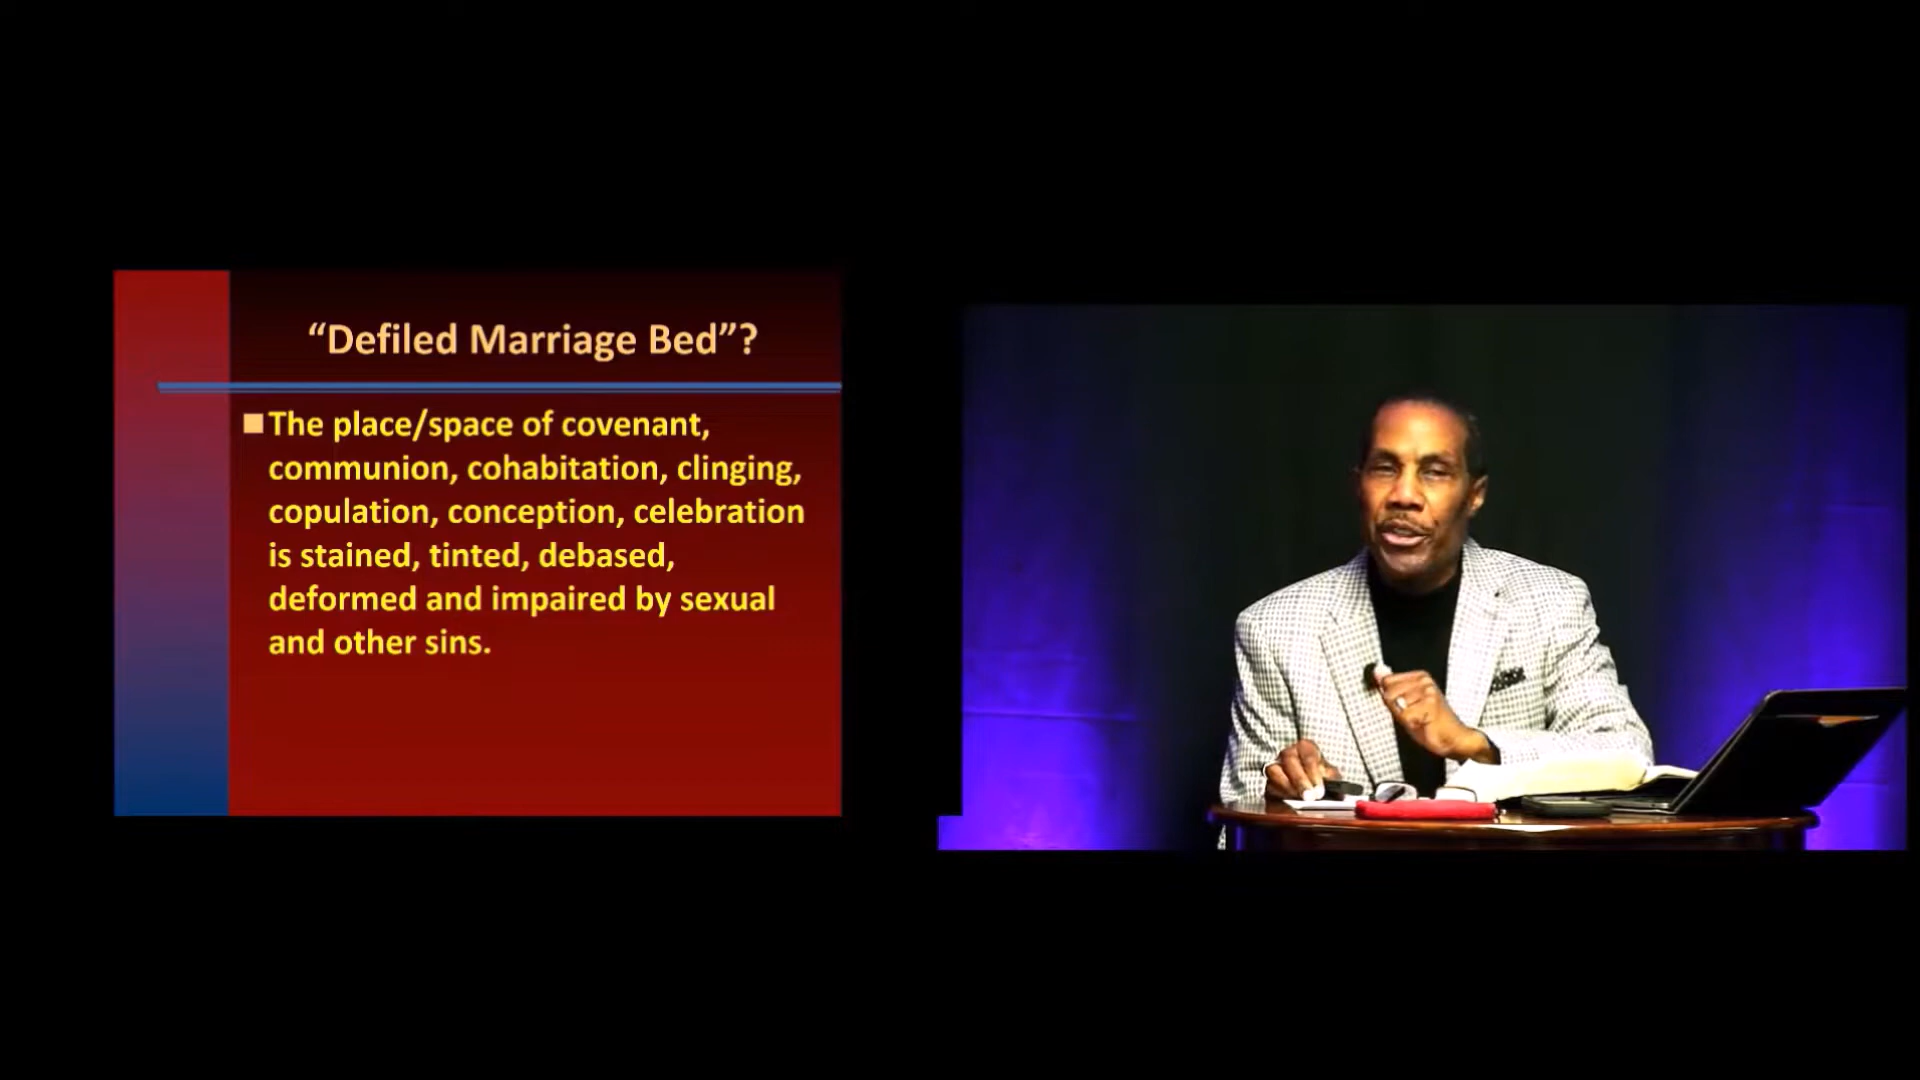 “Defiled Marriage Bed”?
The place/space of covenant,
communion, cohabitation, clinging,
copulation, conception, celebration
is stained, tinted, debased,
deformed and impaired by sexual
and other sins.